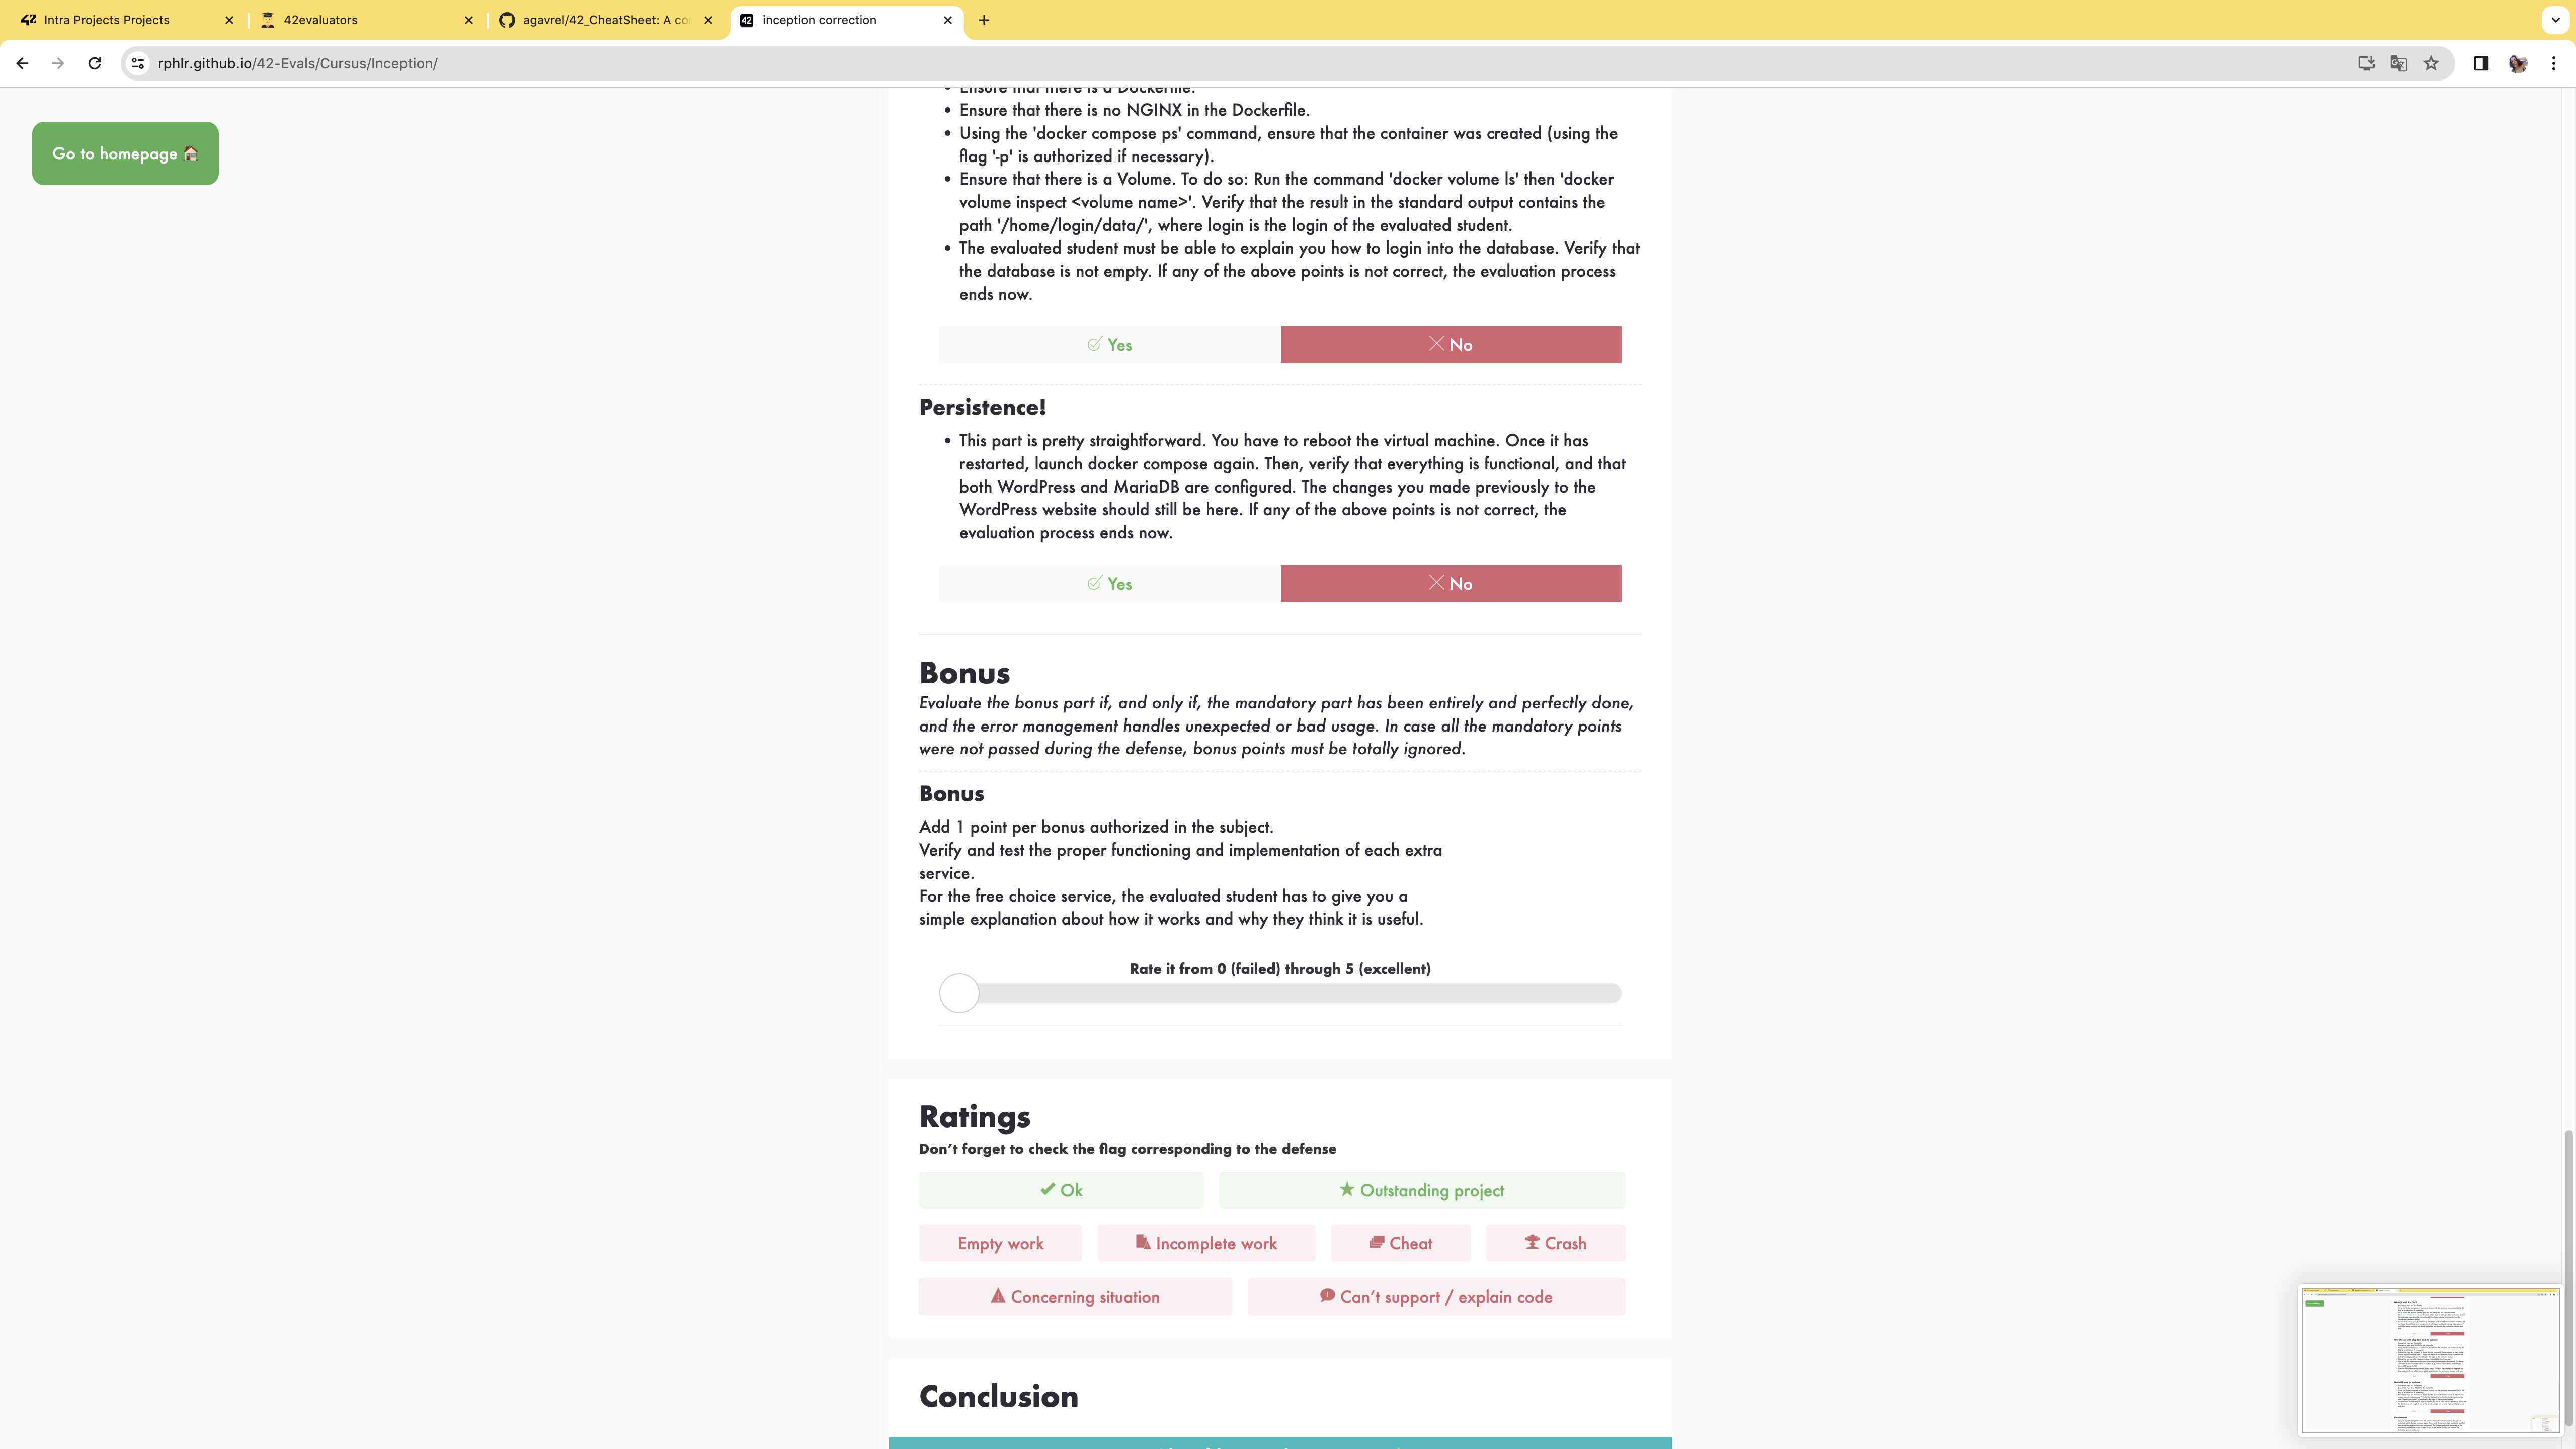 Intra Projects Projects
42evaluators
agavrel/42_CheatSheet: A co
inception correction
rphlr.github.io/42-Evals/Cursus/Inception/
Go to homepage
Ensure that there is a Dockerfile.
Ensure that there is no NGINX in the Dockerfile.
Using the 'docker compose ps' command, ensure that the container was created (using the
flag '-p' is authorized if necessary).
Ensure that there is a Volume. To do so: Run the command 'docker volume ls' then 'docker
volume inspect <volume name>'. Verify that the result in the standard output contains the
path '/home/login/data/', where login is the login of the evaluated student.
The evaluated student must be able to explain you how to login into the database. Verify that
the database is not empty. If any of the above points is not correct, the evaluation process
ends now.
Yes
No
Persistence!
This part is pretty straightforward. You have to reboot the virtual machine. Once it has
restarted, launch docker compose again. Then, verify that everything is functional, and that
both WordPress and MariaDB are configured. The changes you made previously to the
WordPress website should still be here. If any of the above points is not correct, the
evaluation process ends now.
Yes
No
Bonus
Evaluate the bonus part if, and only if, the mandatory part has been entirely and perfectly done,
and the error management handles unexpected or bad usage. In case all the mandatory points
were not passed during the defense, bonus points must be totally ignored.
Bonus
Add 1 point per bonus authorized in the subject.
Verify and test the proper functioning and implementation of each extra
service.
For the free choice service, the evaluated student has to give you a
simple explanation about how it works and why they think it is useful.
Rate it from 0 (failed) through 5 (excellent)
Ratings
Don't forget to check the flag corresponding to the defense
Ok
Outstanding project
Empty work
Incomplete work
Cheat
Crash
Concerning situation
Can't support / explain code
Conclusion